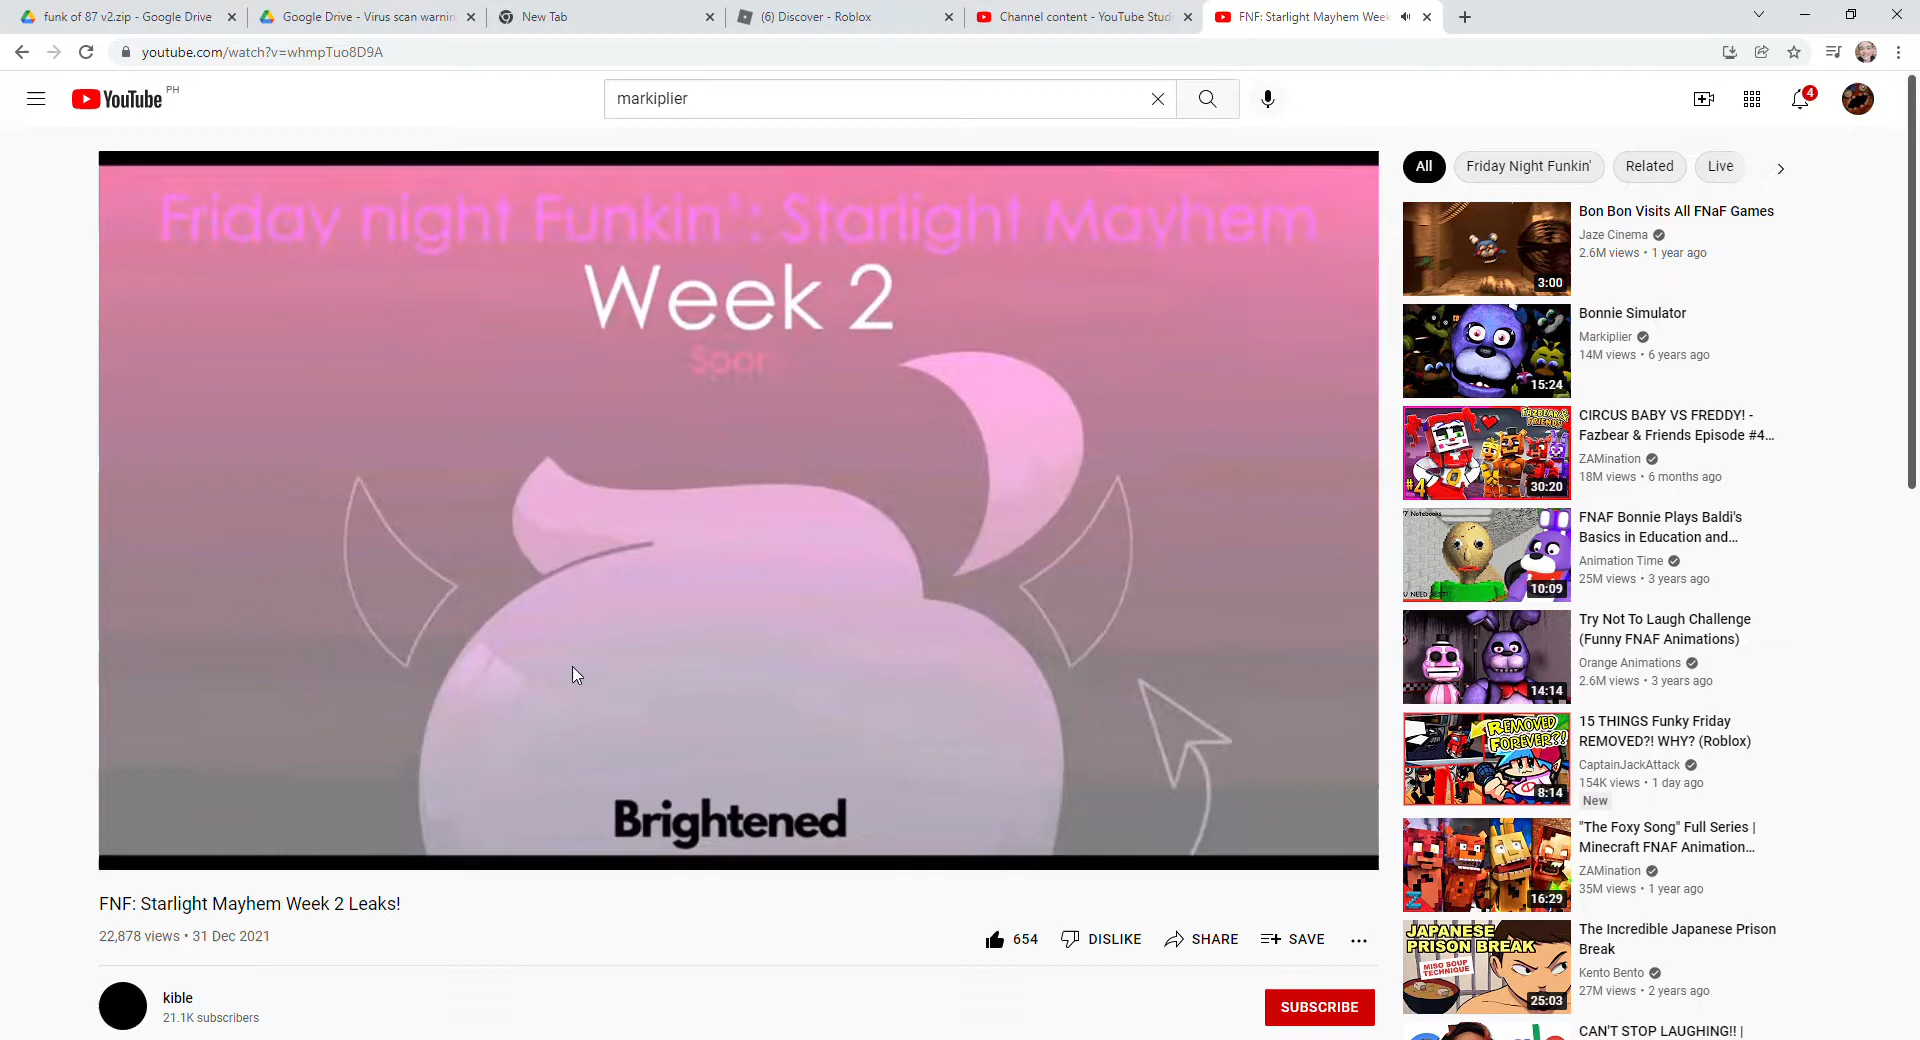 funk of 87 v2.zip - Google Drive
Google Drive - Virus scan warnin
New Tab
(6) Discover - Roblox
Channel content - YouTube Stud
FNF: Starlight Mayhem Week
youtube.com/watch?v=whmpTuo8D9A
YouTube PH
markiplier
4
Friday night Funkin': Starlight Mayhem
Week 2
Soon
Brightened
FNF: Starlight Mayhem Week 2 Leaks!
22,878 views • 31 Dec 2021
654
DISLIKE
SHARE
SAVE
kible
21.1K subscribers
SUBSCRIBE
All
Friday Night Funkin'
Related
Live
3:00
Bon Bon Visits All FNaF Games
Jaze Cinema
2.6M views • 1 year ago
15:24
Bonnie Simulator
Markiplier
14M views • 6 years ago
FAZBEAR &
FRIENDS
#4
30:20
CIRCUS BABY VS FREDDY! -
Fazbear & Friends Episode #4...
ZAMination
18M views • 6 months ago
7 Notebooks
10:09
FNAF Bonnie Plays Baldi's
Basics in Education and...
Animation Time
25M views • 3 years ago
14:14
Try Not To Laugh Challenge
(Funny FNAF Animations)
Orange Animations
2.6M views • 3 years ago
REMOVED
FOREVER?!
8:14
15 THINGS Funky Friday
REMOVED?! WHY? (Roblox)
CaptainJackAttack
154K views • 1 day ago
New
16:29
"The Foxy Song" Full Series |
Minecraft FNAF Animation...
ZAMination
35M views • 1 year ago
JAPANESE
PRISON BREAK
MISO SOUP
TECHNIQUE
25:03
The Incredible Japanese Prison
Break
Kento Bento
27M views • 2 years ago
CAN'T STOP LAUGHING!! |